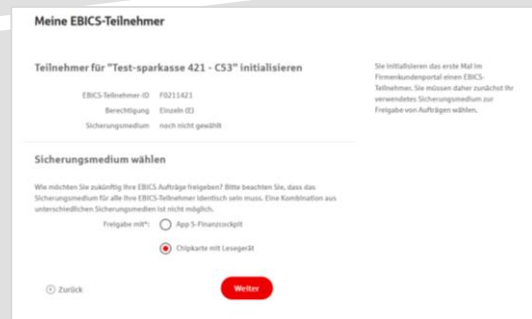 Meine EBICS-Teilnehmer
Teilnehmer für "Test-sparkasse 421 - C53" initialisieren
EBICS-Teilnehmer-ID F0211421
Berechtigung Einzeln (E)
Sicherungsmedium noch nicht gewählt
Sie initialisieren das erste Mal im
Firmenkundenportal einen EBICS-
Teilnehmer. Sie müssen daher zunächst Ihr
verwendetes Sicherungsmedium zur
Freigabe von Aufträgen wählen.
Sicherungsmedium wählen
Wie möchten Sie zukünftig Ihre EBICS Aufträge freigeben? Bitte beachten Sie, dass das
Sicherungsmedium für alle Ihre EBICS-Teilnehmer identisch sein muss. Eine Kombination aus
unterschiedlichen Sicherungsmedien ist nicht möglich.
Freigabe mit*: App S-Finanzcockpit
Chipkarte mit Lesegerät
Zurück
Weiter